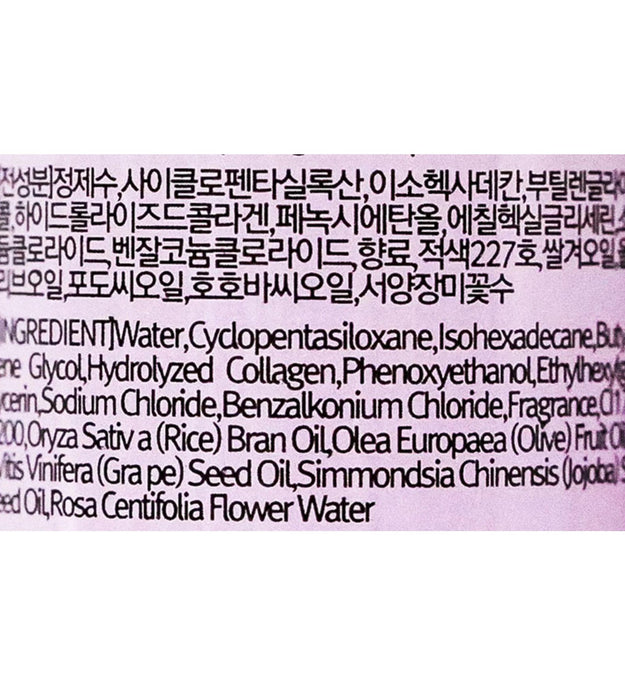 전성분]정제수,사이클로펜타실록산,이소헥사데칸,부틸렌글라이
콜,하이드롤라이즈드콜라겐,페녹시에탄올,에칠헥실글리세린,소
듐클로라이드,벤잘코늄클로라이드,향료,적색227호,쌀겨오일,올
리브오일,포도씨오일,호호바씨오일,서양장미꽃수
INGREDIENT]Water,Cyclopentasiloxane,Isohexadecane,Buty
ene Glycol,Hydrolyzed Collagen,Phenoxyethanol,Ethylhexylg
ycerin,Sodium Chloride,Benzalkonium Chloride,Fragrance,CI17
200,Oryza Sativ a (Rice) Bran Oil,Olea Europaea (Olive) Fruit Oil
Vitis Vinifera (Gra pe) Seed Oil,Simmondsia Chinensis (Jojoba) S
eed Oil,Rosa Centifolia Flower Water